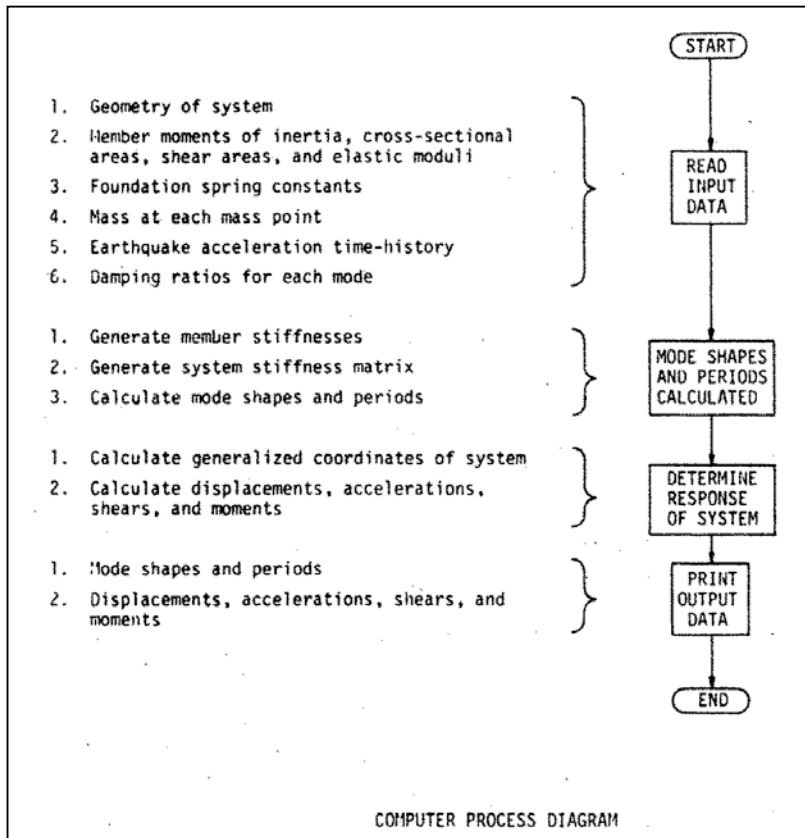 START
1. Geometry of system
2. Member moments of inertia, cross-sectional
areas, shear areas, and elastic moduli
3. Foundation spring constants
4. Mass at each mass point
5. Earthquake acceleration time-history
6. Damping ratios for each mode
READ
INPUT
DATA
1. Generate member stiffnesses
2. Generate system stiffness matrix
3. Calculate mode shapes and periods
MODE SHAPES
AND PERIODS
CALCULATED
1. Calculate generalized coordinates of system
2. Calculate displacements, accelerations,
shears, and moments
DETERMINE
RESPONSE
OF SYSTEM
1. Mode shapes and periods
2. Displacements, accelerations, shears, and
moments
PRINT
OUTPUT
DATA
END
COMPUTER PROCESS DIAGRAM